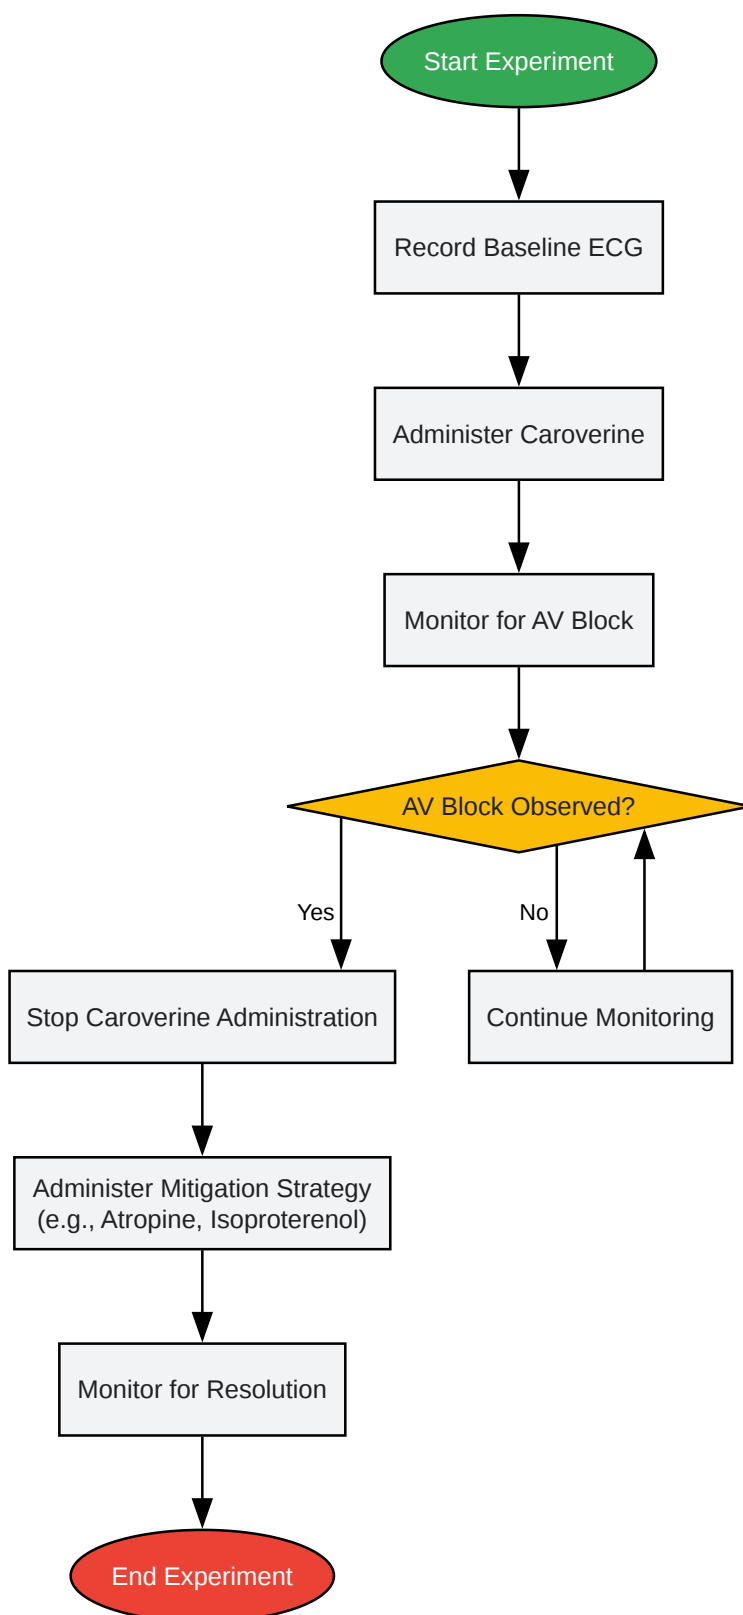 Start Experiment
Record Baseline ECG
Administer Caroverine
Monitor for AV Block
AV Block Observed?
Yes
No
Stop Caroverine Administration
Continue Monitoring
Administer Mitigation Strategy
(e.g., Atropine, Isoproterenol)
Monitor for Resolution
End Experiment